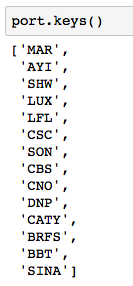 port.keys()
['MAR',
'AYI',
'SHW',
'LUX',
'LFL',
'CSC',
'SON',
'CBS',
'CNO',
'DNP',
'CATY',
'BRFS',
'BBT',
'SINA']